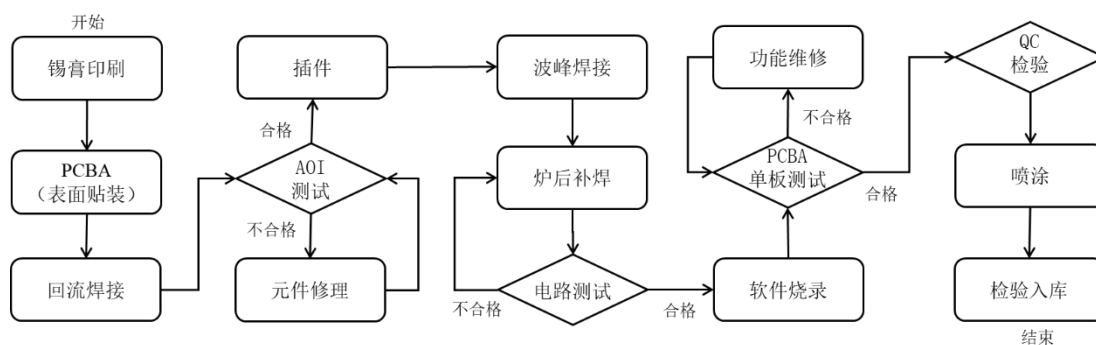 开始
锡膏印刷
PCBA
（表面贴装）
回流焊接
插件
合格
AOI
测试
不合格
元件修理
波峰焊接
炉后补焊
电路测试
不合格
合格
功能维修
不合格
PCBA
单板测试
合格
软件烧录
QC
检验
喷涂
检验入库
结束